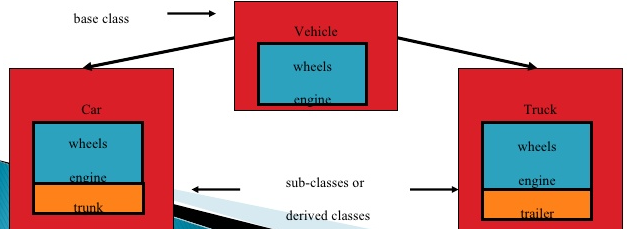 base class
Vehicle
wheels
engine
Car
wheels
engine
trunk
Truck
wheels
engine
trailer
sub-classes or
derived classes